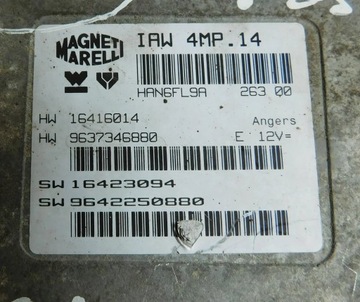 MAGNETI
MARELLI
IAW 4MP.14
HAN6FL9A 263 00
HW 16416014 Angers
HW 9637346880 E 12V=
SW 16423094
SW 9642250880